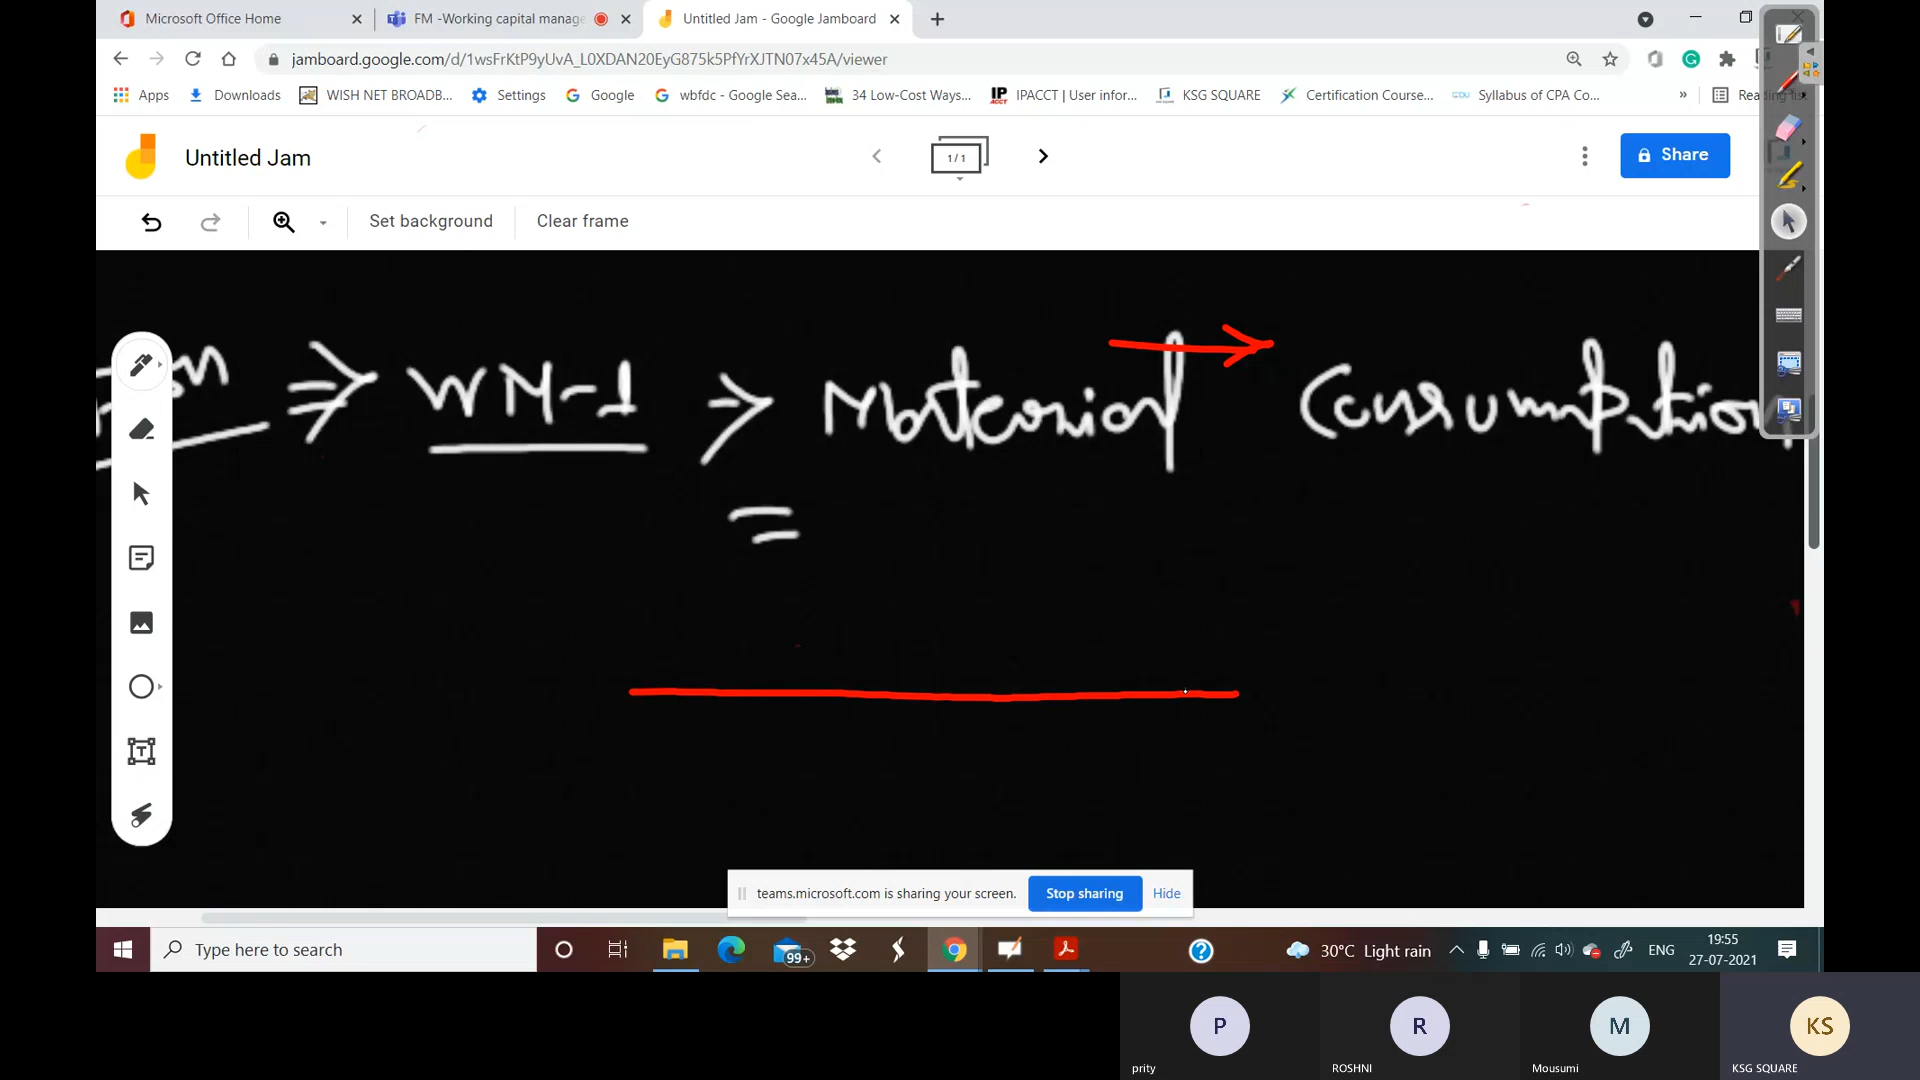 Microsoft Office Home
FM -Working capital manage
Untitled Jam - Google Jamboard
jamboard.google.com/d/1wsFrKtP9yUvA_L0XDAN20EyG875k5PfYrXJTN07x45A/viewer
Apps Downloads WISH NET BROADB... Settings Google wbfdc - Google Sea... 34 Low-Cost Ways... IPACCT | User infor... KSG SQUARE Certification Course... Syllabus of CPA Co... » Reading list
Untitled Jam
1 / 1
Share
Set background Clear frame
⇒ WN-1 > Material Consumption
=
teams.microsoft.com is sharing your screen. Stop sharing Hide
Type here to search
99+
30°C Light rain
ENG
19:55
27-07-2021
P R M KS
prity ROSHNI Mousumi KSG SQUARE